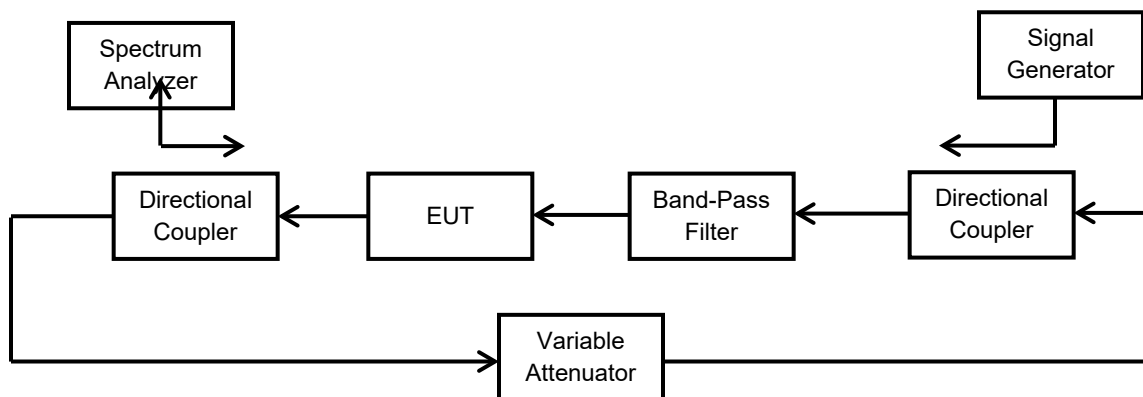 Spectrum
Analyzer
Signal
Generator
Directional
Coupler
EUT
Band-Pass
Filter
Directional
Coupler
Variable
Attenuator